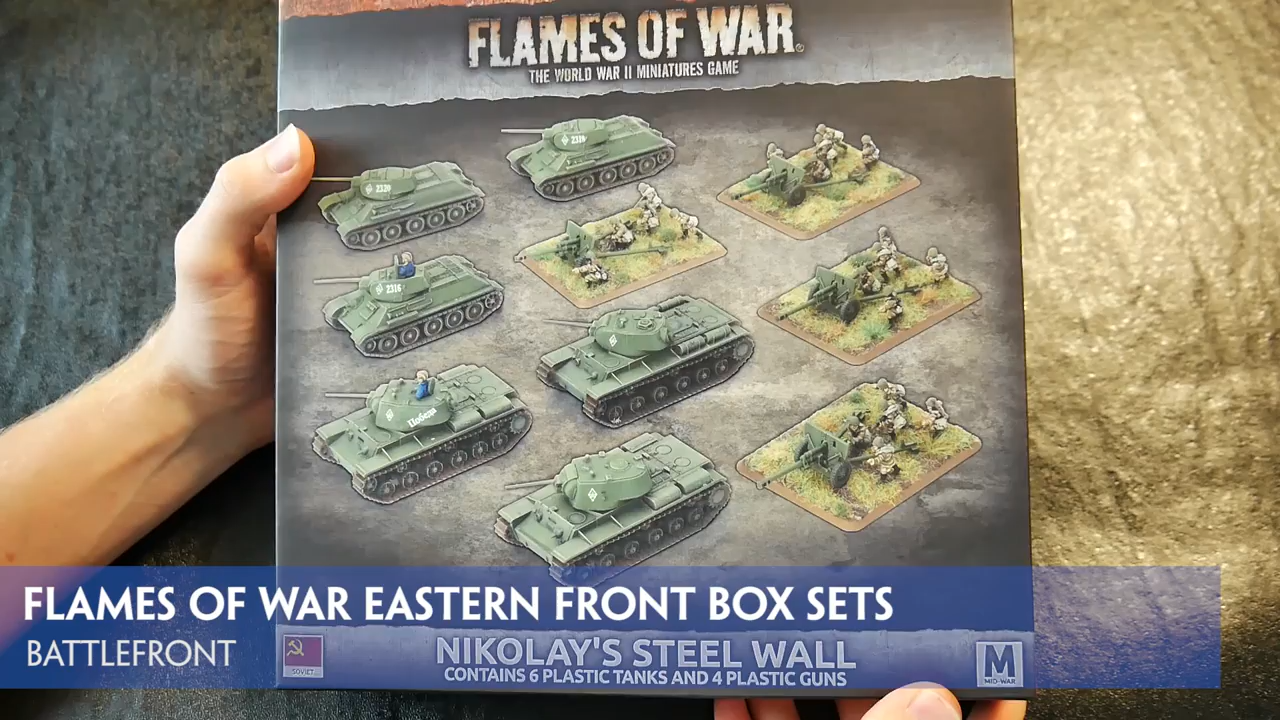 FLAMES OF WAR®
THE WORLD WAR II MINIATURES GAME
2318
2320
2316
Победа
FLAMES OF WAR EASTERN FRONT BOX SETS
BATTLEFRONT
NIKOLAY'S STEEL WALL
CONTAINS 6 PLASTIC TANKS AND 4 PLASTIC GUNS
SOVIET
M
MID-WAR